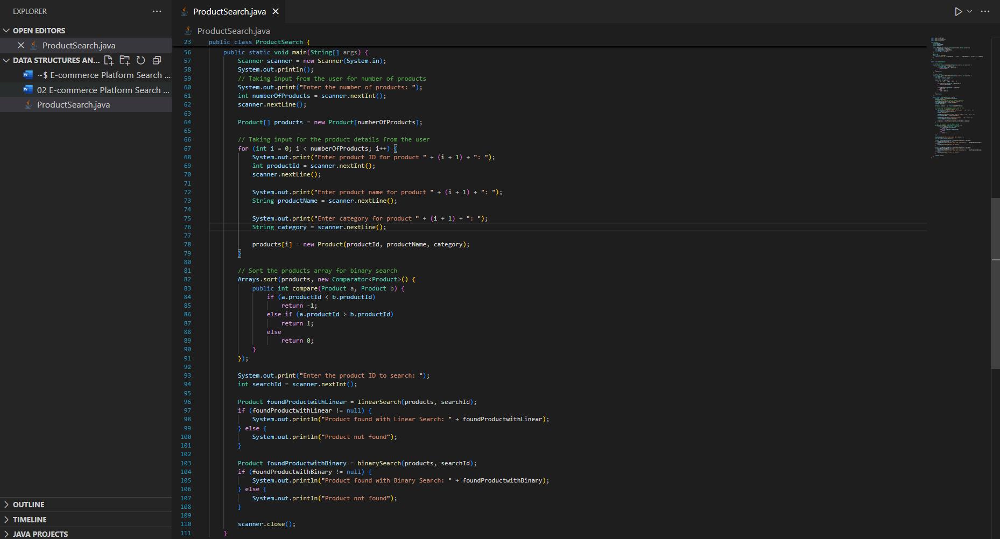 EXPLORER
OPEN EDITORS
ProductSearch.java
DATA STRUCTURES AN...
~$ E-commerce Platform Search ...
02 E-commerce Platform Search ...
ProductSearch.java
OUTLINE
TIMELINE
JAVA PROJECTS
ProductSearch.java
ProductSearch.java
23 public class ProductSearch {
56     public static void main(String[] args) {
57         Scanner scanner = new Scanner(System.in);
58         System.out.println();
59         // Taking input from the user for number of products
60         System.out.print("Enter the number of products: ");
61         int numberOfProducts = scanner.nextInt();
62         scanner.nextLine();
63
64         Product[] products = new Product[numberOfProducts];
65
66         // Taking input for the product details from the user
67         for (int i = 0; i < numberOfProducts; i++) {
68             System.out.print("Enter product ID for product " + (i + 1) + ": ");
69             int productId = scanner.nextInt();
70             scanner.nextLine();
71
72             System.out.print("Enter product name for product " + (i + 1) + ": ");
73             String productName = scanner.nextLine();
74
75             System.out.print("Enter category for product " + (i + 1) + ": ");
76             String category = scanner.nextLine();
77
78             products[i] = new Product(productId, productName, category);
79         }
80
81         // Sort the products array for binary search
82         Arrays.sort(products, new Comparator<Product>() {
83             public int compare(Product a, Product b) {
84                 if (a.productId < b.productId)
85                     return -1;
86                 else if (a.productId > b.productId)
87                     return 1;
88                 else
89                     return 0;
90             }
91         });
92
93         System.out.print("Enter the product ID to search: ");
94         int searchId = scanner.nextInt();
95
96         Product foundProductwithLinear = linearSearch(products, searchId);
97         if (foundProductwithLinear != null) {
98             System.out.println("Product found with Linear Search: " + foundProductwithLinear);
99         } else {
100             System.out.println("Product not found");
101         }
102
103         Product foundProductwithBinary = binarySearch(products, searchId);
104         if (foundProductwithBinary != null) {
105             System.out.println("Product found with Binary Search: " + foundProductwithBinary);
106         } else {
107             System.out.println("Product not found");
108         }
109
110         scanner.close();
111     }